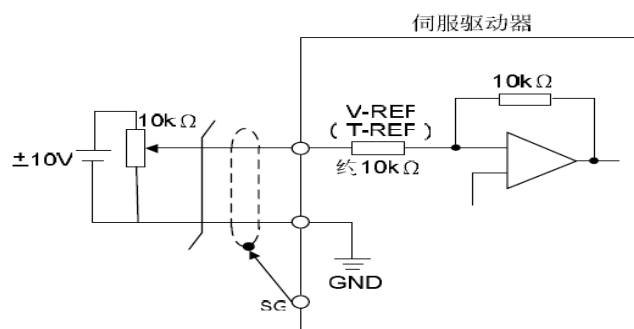 伺服驱动器
10kΩ
V-REF
( T-REF )
10kΩ
±10V
约10kΩ
GND
SG